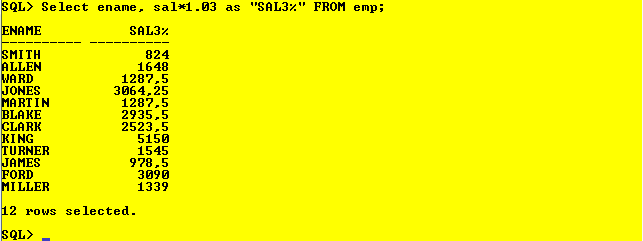 SQL> Select ename, sal*1.03 as "SAL3%" FROM emp;
ENAME SAL3%
---------- ----------
SMITH 824
ALLEN 1648
WARD 1287,5
JONES 3064,25
MARTIN 1287,5
BLAKE 2935,5
CLARK 2523,5
KING 5150
TURNER 1545
JAMES 978,5
FORD 3090
MILLER 1339
12 rows selected.
SQL>